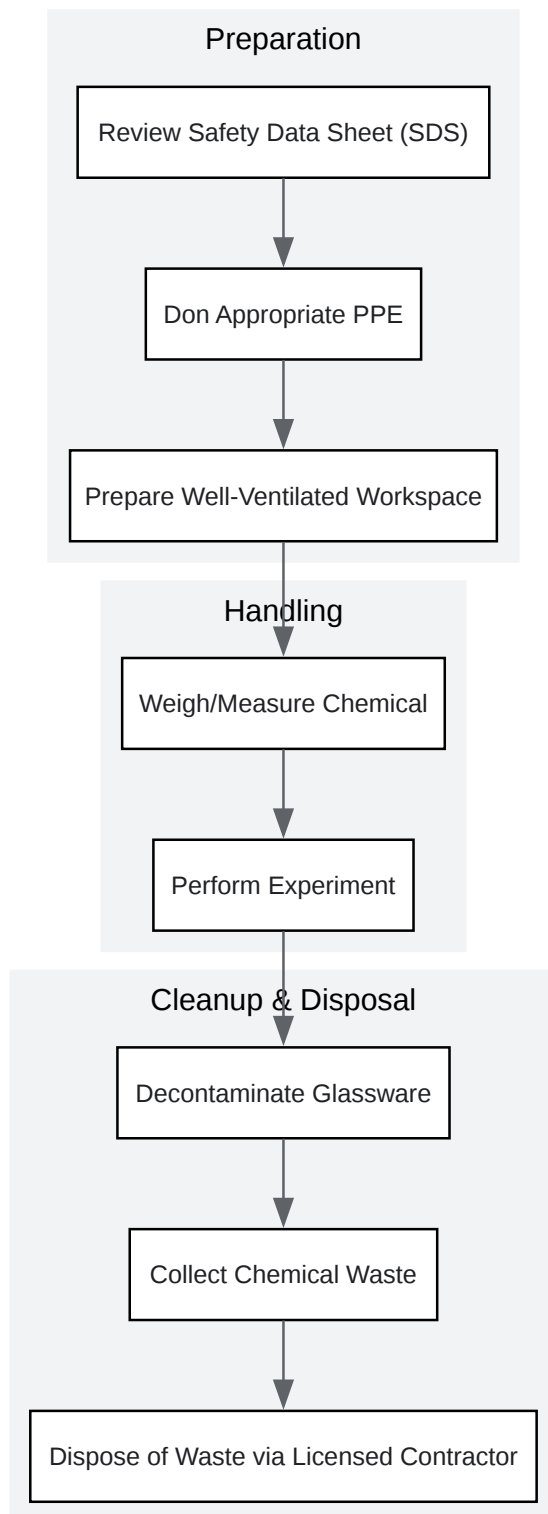 Preparation
Review Safety Data Sheet (SDS)
Don Appropriate PPE
Prepare Well-Ventilated Workspace
Handling
Weigh/Measure Chemical
Perform Experiment
Cleanup & Disposal
Decontaminate Glassware
Collect Chemical Waste
Dispose of Waste via Licensed Contractor